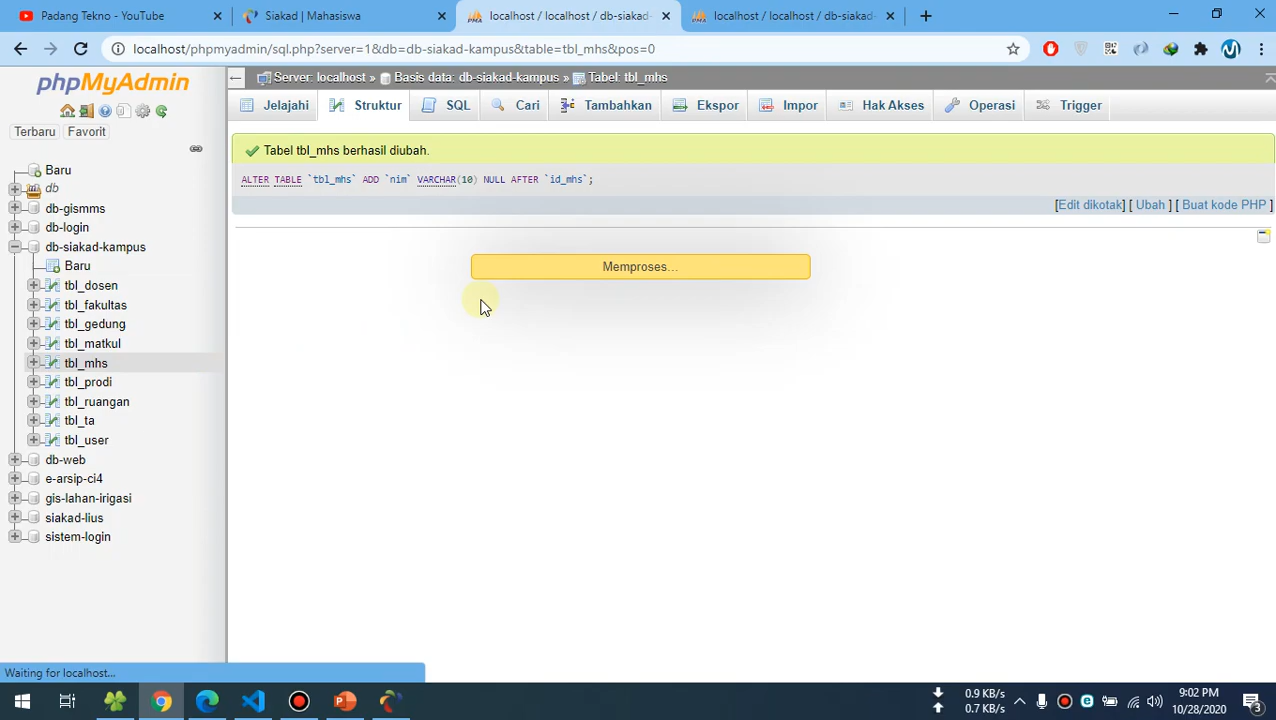 Padang Tekno - YouTube
Siakad | Mahasiswa
localhost / localhost / db-siakad-
localhost / localhost / db-siakad-
localhost/phpmyadmin/sql.php?server=1&db=db-siakad-kampus&table=tbl_mhs&pos=0
phpMyAdmin
Terbaru Favorit
Baru
db
db-gismms
db-login
db-siakad-kampus
Baru
tbl_dosen
tbl_fakultas
tbl_gedung
tbl_matkul
tbl_mhs
tbl_prodi
tbl_ruangan
tbl_ta
tbl_user
db-web
e-arsip-ci4
gis-lahan-irigasi
siakad-lius
sistem-login
Server: localhost » Basis data: db-siakad-kampus » Tabel: tbl_mhs
Jelajahi Struktur SQL Cari Tambahkan Ekspor Impor Hak Akses Operasi Trigger
Tabel tbl_mhs berhasil diubah.
ALTER TABLE `tbl_mhs` ADD `nim` VARCHAR(10) NULL AFTER `id_mhs`;
[Edit dikotak] [ Ubah ] [ Buat kode PHP ]
Memproses...
Waiting for localhost...
0.9 KB/s
0.7 KB/s
9:02 PM
10/28/2020
3